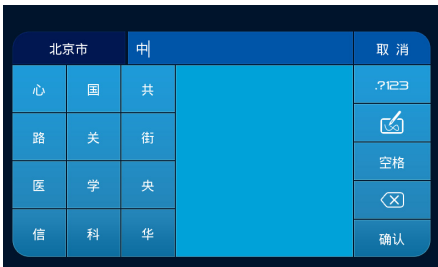 北京市 中 取 消
心 国 共 .?123
路 关 街
医 学 央 空格
信 科 华 确认